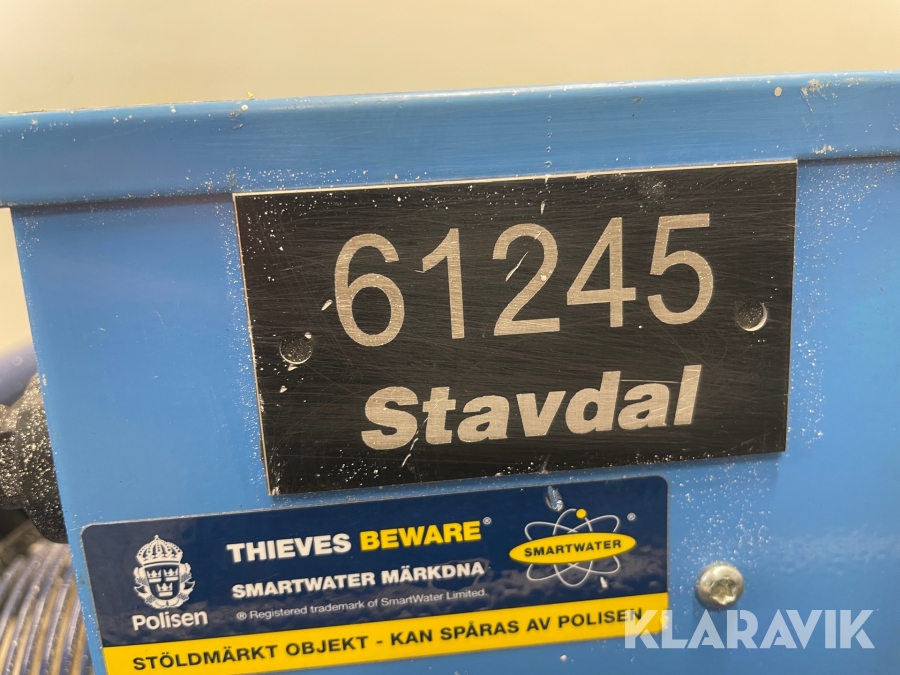 61245
Stavdal
THIEVES BEWARE®
SMARTWATER MÄRKDNA
® Registered trademark of SmartWater Limited.
Polisen
SMARTWATER ®
STÖLDMÄRKT OBJEKT - KAN SPÅRAS AV POLISEN
KLARAVIK